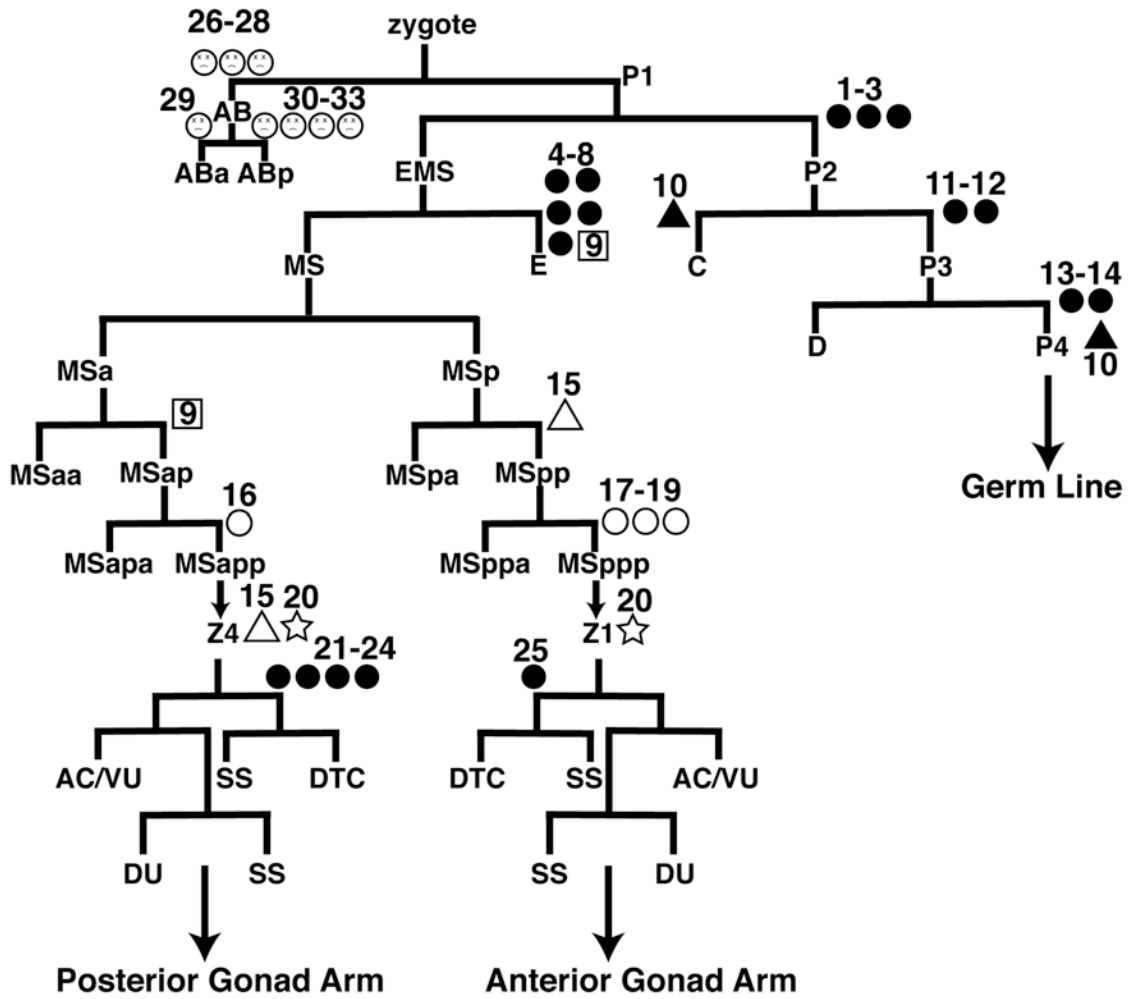 26-28
zygote
P1
1-3
29
AB
30-33
ABa ABp
EMS
4-8
P2
10
11-12
9
MS
E
C
P3
13-14
D
P4
10
MSa
MSp
15
9
MSaa
MSap
MSpa
MSpp
Germ Line
16
17-19
MSapa
MSapp
MSppa
MSppp
15
20
20
Z4
Z1
21-24
25
AC/VU
SS
DTC
DTC
SS
AC/VU
DU
SS
SS
DU
Posterior Gonad Arm
Anterior Gonad Arm